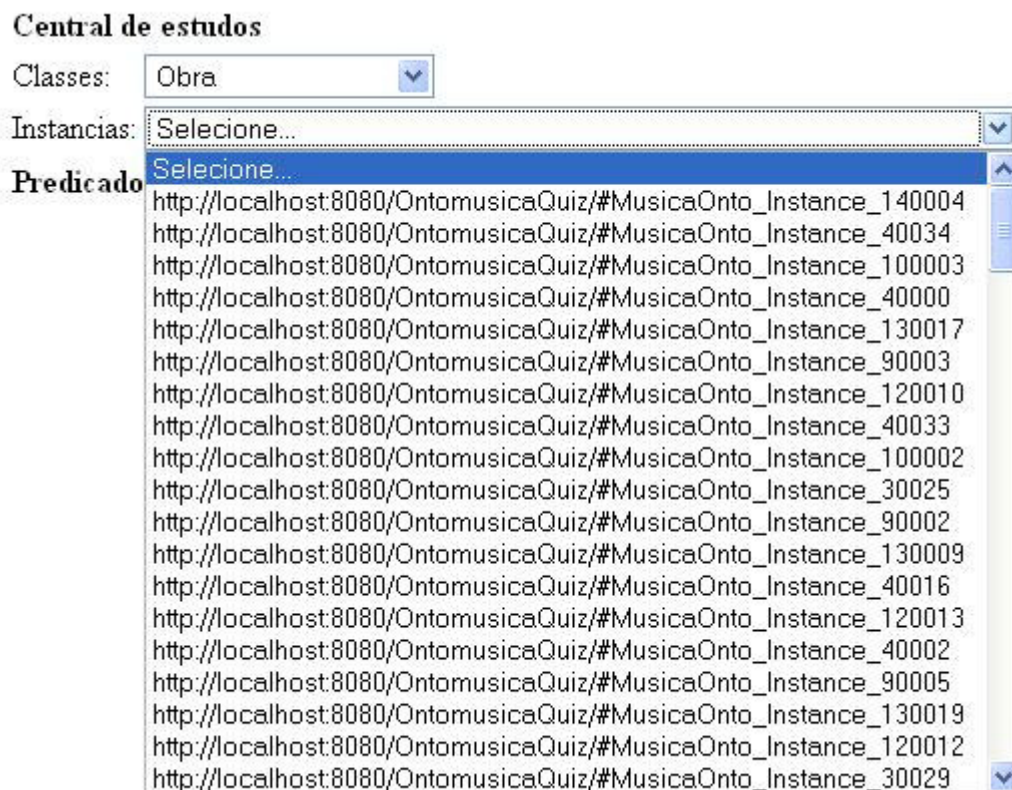 Central de estudos
Classes: Obra
Instancias: Selecione...
Selecione...
Predicado
http://localhost:8080/OntomusicaQuiz/#MusicaOnto_Instance_140004
http://localhost:8080/OntomusicaQuiz/#MusicaOnto_Instance_40034
http://localhost:8080/OntomusicaQuiz/#MusicaOnto_Instance_100003
http://localhost:8080/OntomusicaQuiz/#MusicaOnto_Instance_40000
http://localhost:8080/OntomusicaQuiz/#MusicaOnto_Instance_130017
http://localhost:8080/OntomusicaQuiz/#MusicaOnto_Instance_90003
http://localhost:8080/OntomusicaQuiz/#MusicaOnto_Instance_120010
http://localhost:8080/OntomusicaQuiz/#MusicaOnto_Instance_40033
http://localhost:8080/OntomusicaQuiz/#MusicaOnto_Instance_100002
http://localhost:8080/OntomusicaQuiz/#MusicaOnto_Instance_30025
http://localhost:8080/OntomusicaQuiz/#MusicaOnto_Instance_90002
http://localhost:8080/OntomusicaQuiz/#MusicaOnto_Instance_130009
http://localhost:8080/OntomusicaQuiz/#MusicaOnto_Instance_40016
http://localhost:8080/OntomusicaQuiz/#MusicaOnto_Instance_120013
http://localhost:8080/OntomusicaQuiz/#MusicaOnto_Instance_40002
http://localhost:8080/OntomusicaQuiz/#MusicaOnto_Instance_90005
http://localhost:8080/OntomusicaQuiz/#MusicaOnto_Instance_130019
http://localhost:8080/OntomusicaQuiz/#MusicaOnto_Instance_120012
http://localhost:8080/OntomusicaQuiz/#MusicaOnto_Instance_30029